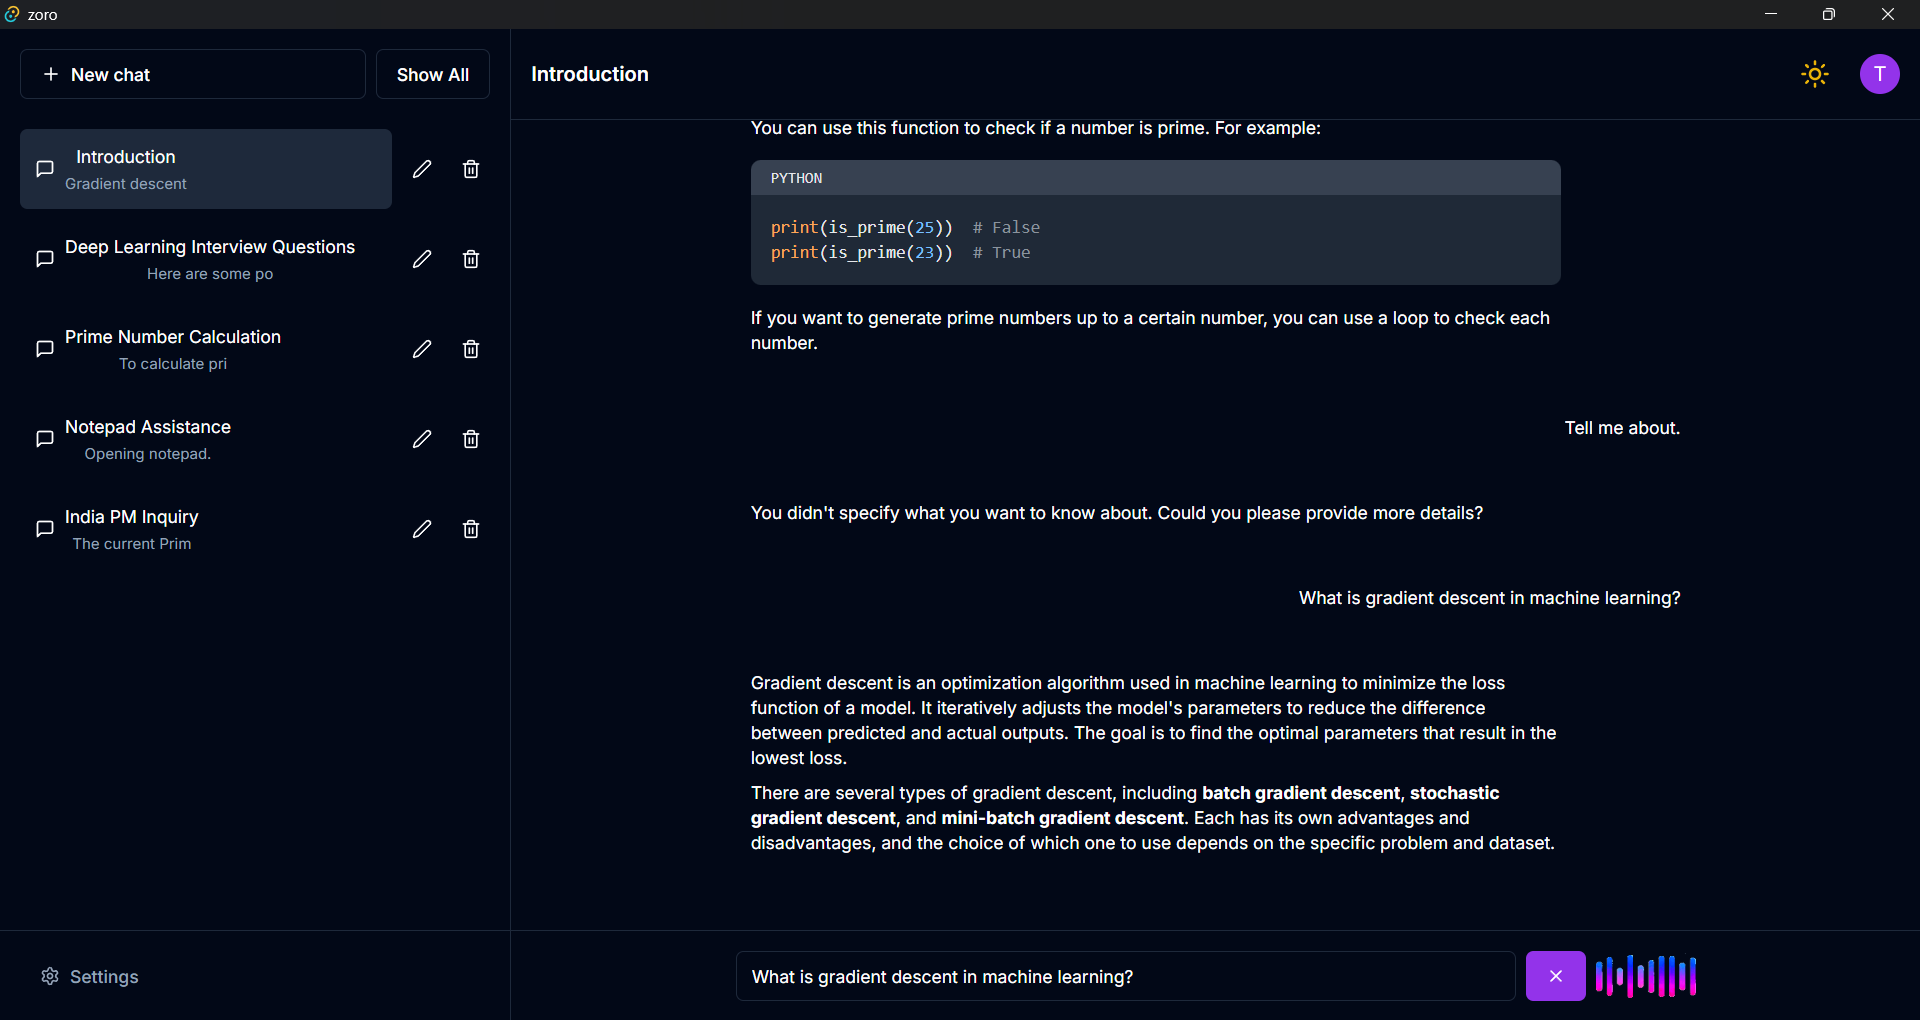 zoro
New chat
Show All
Introduction
Gradient descent
Deep Learning Interview Questions
Here are some po
Prime Number Calculation
To calculate pri
Notepad Assistance
Opening notepad.
India PM Inquiry
The current Prim
Settings
Introduction
T
You can use this function to check if a number is prime. For example:
PYTHON
print(is_prime(25))  # False
print(is_prime(23))  # True
If you want to generate prime numbers up to a certain number, you can use a loop to check each
number.
Tell me about.
You didn't specify what you want to know about. Could you please provide more details?
What is gradient descent in machine learning?
Gradient descent is an optimization algorithm used in machine learning to minimize the loss
function of a model. It iteratively adjusts the model's parameters to reduce the difference
between predicted and actual outputs. The goal is to find the optimal parameters that result in the
lowest loss.
There are several types of gradient descent, including batch gradient descent, stochastic
gradient descent, and mini-batch gradient descent. Each has its own advantages and
disadvantages, and the choice of which one to use depends on the specific problem and dataset.
What is gradient descent in machine learning?